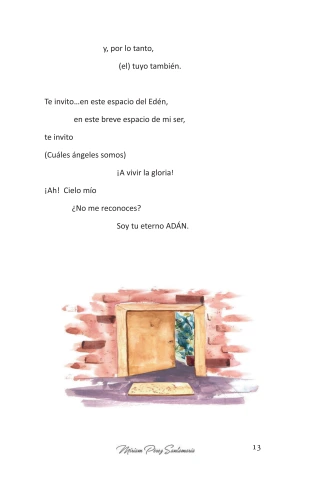 y, por lo tanto,
(el) tuyo también.
Te invito...en este espacio del Edén,
en este breve espacio de mi ser,
te invito
(Cuáles ángeles somos)
¡A vivir la gloria!
¡Ah! Cielo mío
¿No me reconoces?
Soy tu eterno ADÁN.
Míriam Pérez Santamaría
13